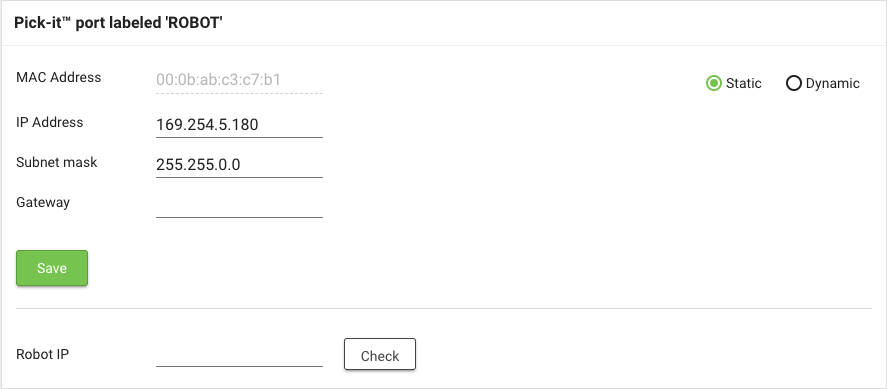 Pick-it™ port labeled 'ROBOT'
MAC Address 00:0b:ab:c3:c7:b1 Static Dynamic
IP Address 169.254.5.180
Subnet mask 255.255.0.0
Gateway
Save
Robot IP Check